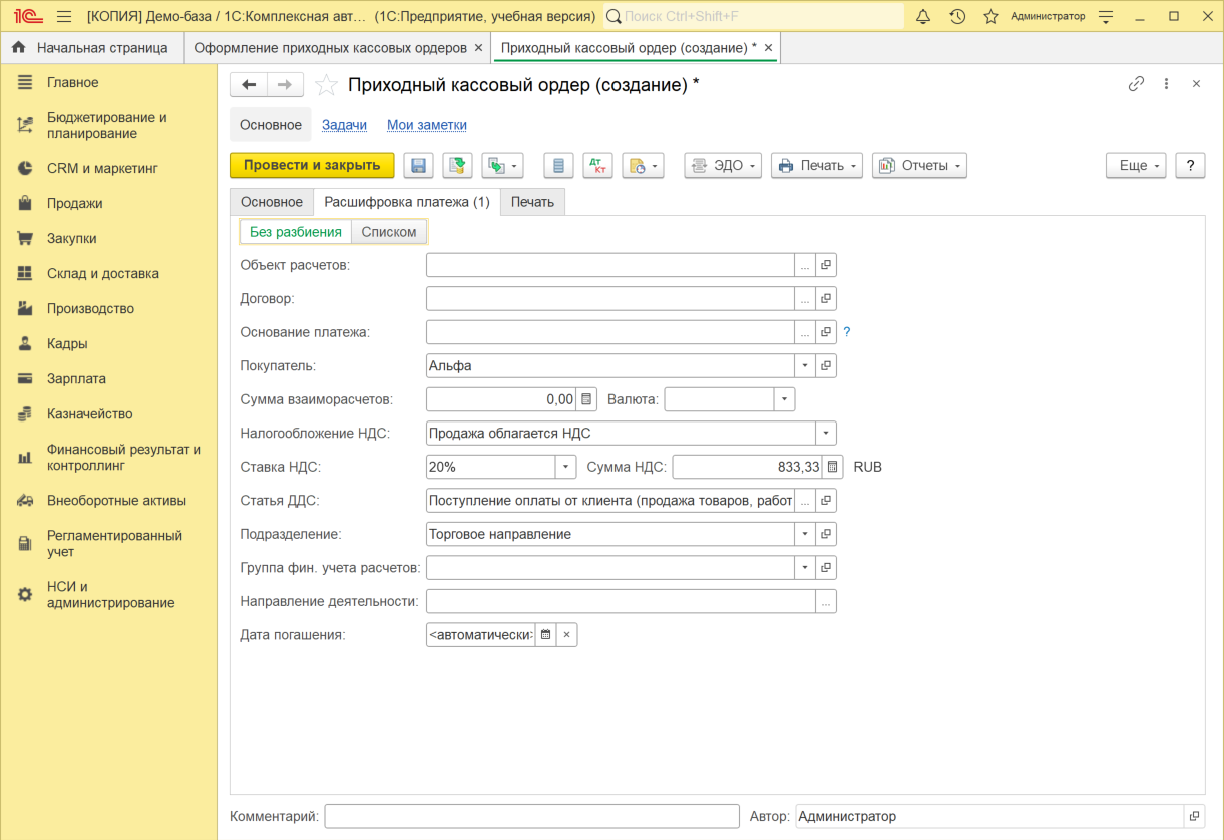 1С [КОПИЯ] Демо-база / 1С:Комплексная авт... (1С:Предприятие, учебная версия) Поиск Ctrl+Shift+F Администратор
Начальная страница Оформление приходных кассовых ордеров × Приходный кассовый ордер (создание) * ×
Главное
Бюджетирование и
планирование
CRM и маркетинг
Продажи
Закупки
Склад и доставка
Производство
Кадры
Зарплата
Казначейство
Финансовый результат и
контроллинг
Внеоборотные активы
Регламентированный
учет
НСИ и
администрирование
Приходный кассовый ордер (создание) *
Основное Задачи Мои заметки
Провести и закрыть Дт Кт ЭДО Печать Отчеты Еще ?
Основное Расшифровка платежа (1) Печать
Без разбиения Списком
Объект расчетов: ...
Договор: ...
Основание платежа: ... ?
Покупатель: Альфа
Сумма взаиморасчетов: 0,00 Валюта:
Налогообложение НДС: Продажа облагается НДС
Ставка НДС: 20% Сумма НДС: 833,33 RUB
Статья ДДС: Поступление оплаты от клиента (продажа товаров, работ ...
Подразделение: Торговое направление
Группа фин. учета расчетов:
Направление деятельности: ...
Дата погашения: <автоматически>
Комментарий: Автор: Администратор